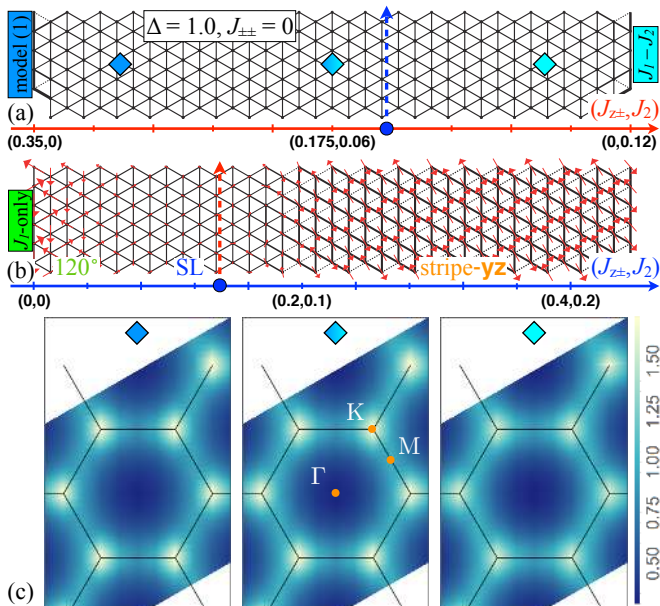 model (1)
Δ = 1.0, J±± = 0
J1 – J2
(a)
(Jz±, J2)
(0.35,0)
(0.175,0.06)
(0,0.12)
J1-only
(b)
120°
SL
stripe-yz
(Jz±, J2)
(0,0)
(0.2,0.1)
(0.4,0.2)
K
M
Γ
1.50
1.25
1.00
0.75
0.50
(c)